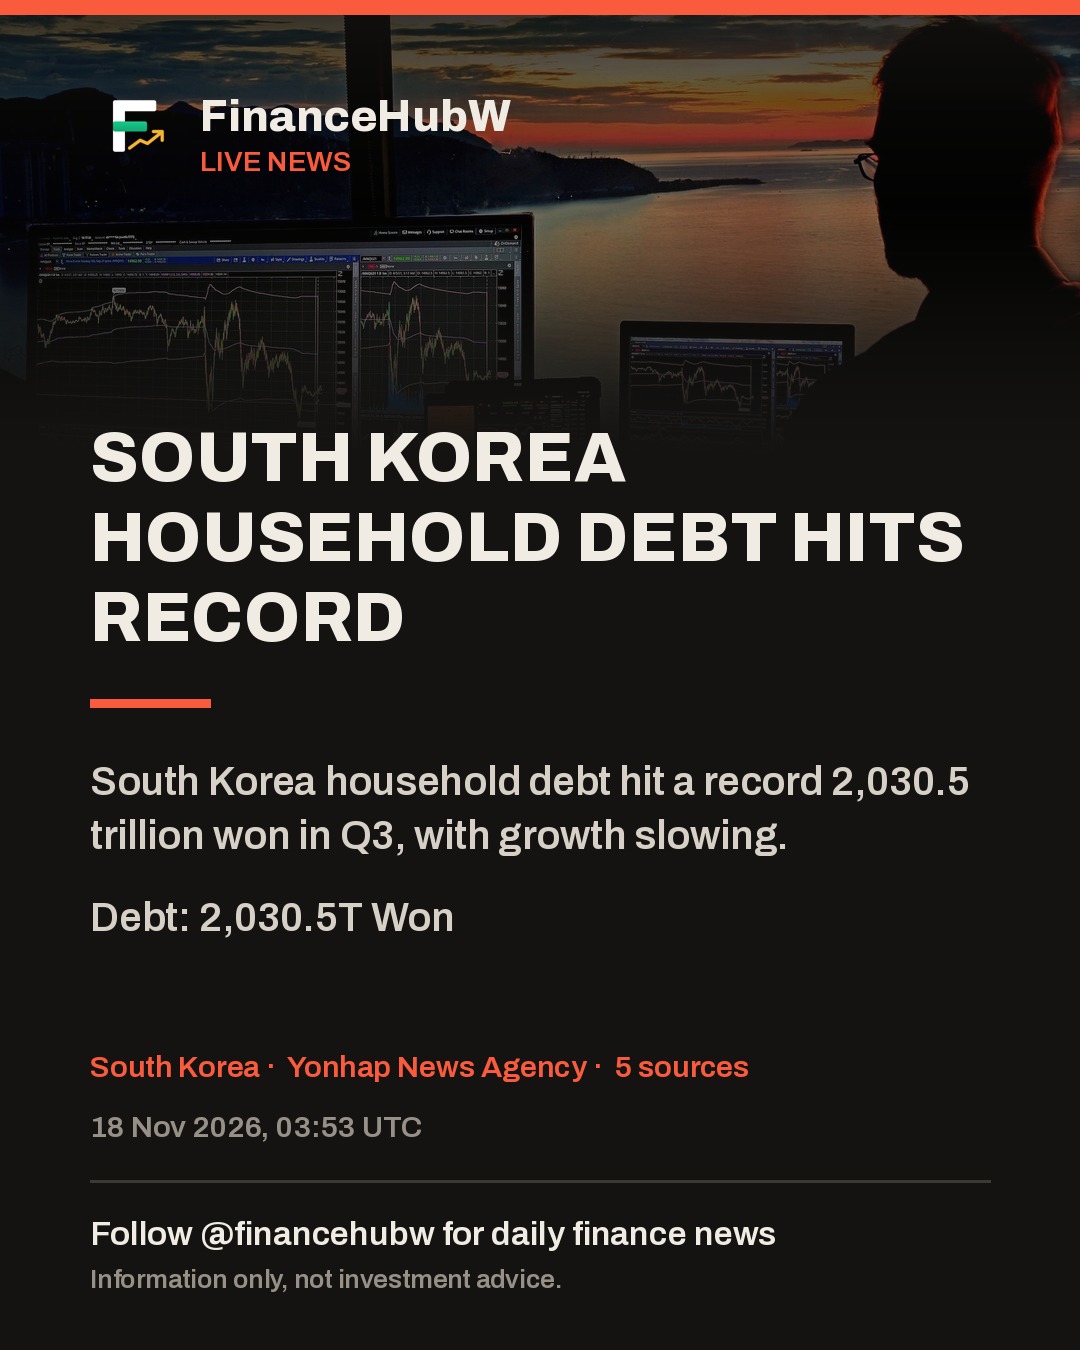 FinanceHubW
LIVE NEWS
SOUTH KOREA
HOUSEHOLD DEBT HITS
RECORD
South Korea household debt hit a record 2,030.5
trillion won in Q3, with growth slowing.
Debt: 2,030.5T Won
South Korea · Yonhap News Agency · 5 sources
18 Nov 2026, 03:53 UTC
Follow @financehubw for daily finance news
Information only, not investment advice.